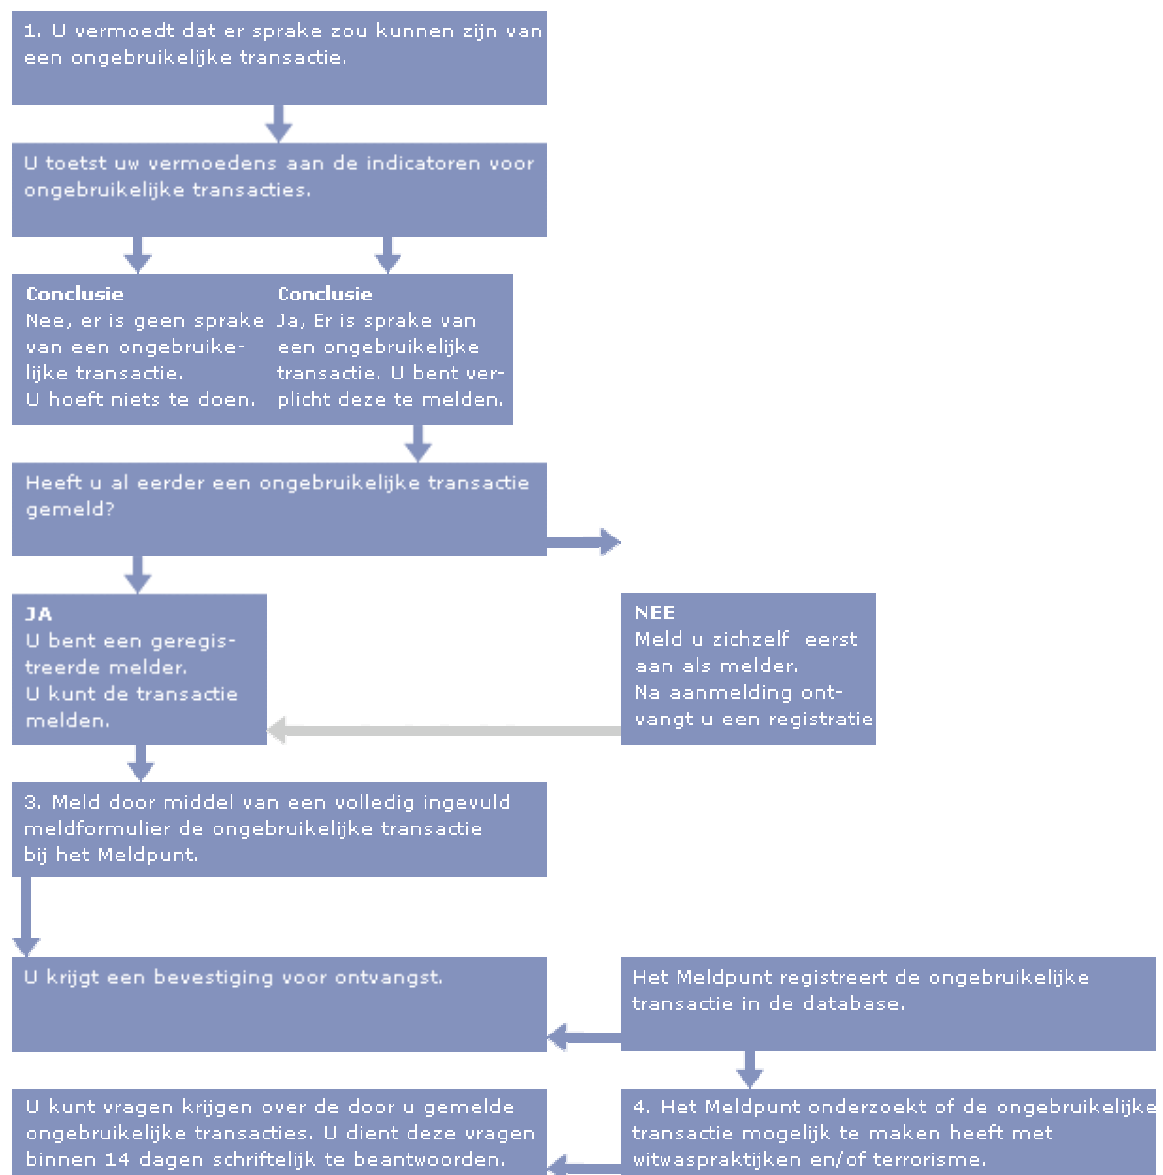 1. U vermoedt dat er sprake zou kunnen zijn van
een ongebruikelijke transactie.
U toetst uw vermoedens aan de indicatoren voor
ongebruikelijke transacties.
Conclusie
Nee, er is geen sprake
van een ongebruike-
lijke transactie.
U hoeft niets te doen.
Conclusie
Ja, Er is sprake van
een ongebruikelijke
transactie. U bent ver-
plicht deze te melden.
Heeft u al eerder een ongebruikelijke transactie
gemeld?
JA
U bent een geregis-
treerde melder.
U kunt de transactie
melden.
NEE
Meld u zichzelf eerst
aan als melder.
Na aanmelding ont-
vangt u een registratie
3. Meld door middel van een volledig ingevuld
meldformulier de ongebruikelijke transactie
bij het Meldpunt.
U krijgt een bevestiging voor ontvangst.
Het Meldpunt registreert de ongebruikelijke
transactie in de database.
U kunt vragen krijgen over de door u gemelde
ongebruikelijke transacties. U dient deze vragen
binnen 14 dagen schriftelijk te beantwoorden.
4. Het Meldpunt onderzoekt of de ongebruikelijke
transactie mogelijk te maken heeft met
witwaspraktijken en/of terrorisme.